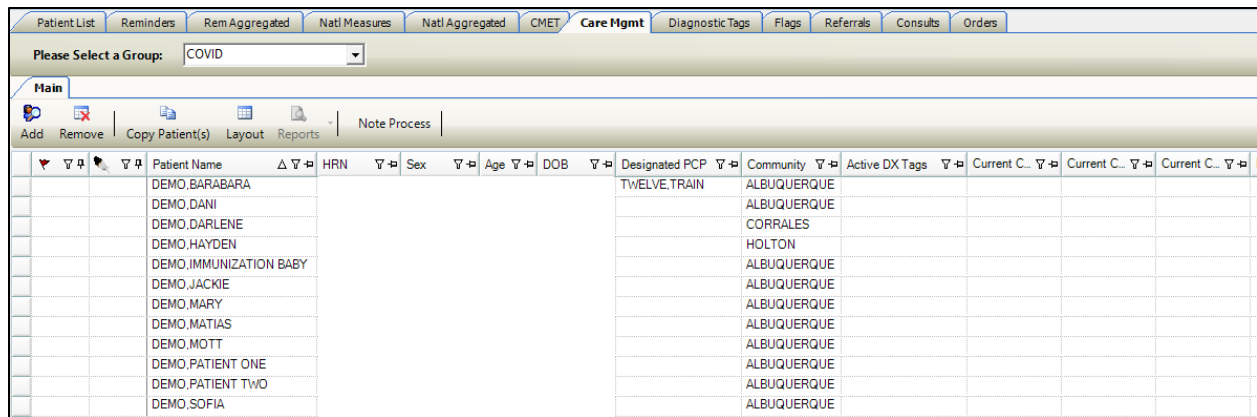 Patient List Reminders Rem Aggregated Natl Measures Natl Aggregated CMET Care Mgmt Diagnostic Tags Flags Referrals Consults Orders
Please Select a Group: COVID
Main
Add Remove Copy Patient(s) Layout Reports Note Process
Patient Name HRN Sex Age DOB Designated PCP Community Active DX Tags Current C... Current C... Current C...
DEMO,BARABARA TWELVE,TRAIN ALBUQUERQUE
DEMO,DANI ALBUQUERQUE
DEMO,DARLENE CORRALES
DEMO,HAYDEN HOLTON
DEMO,IMMUNIZATION BABY ALBUQUERQUE
DEMO,JACKIE ALBUQUERQUE
DEMO,MARY ALBUQUERQUE
DEMO,MATIAS ALBUQUERQUE
DEMO,MOTT ALBUQUERQUE
DEMO,PATIENT ONE ALBUQUERQUE
DEMO,PATIENT TWO ALBUQUERQUE
DEMO,SOFIA ALBUQUERQUE